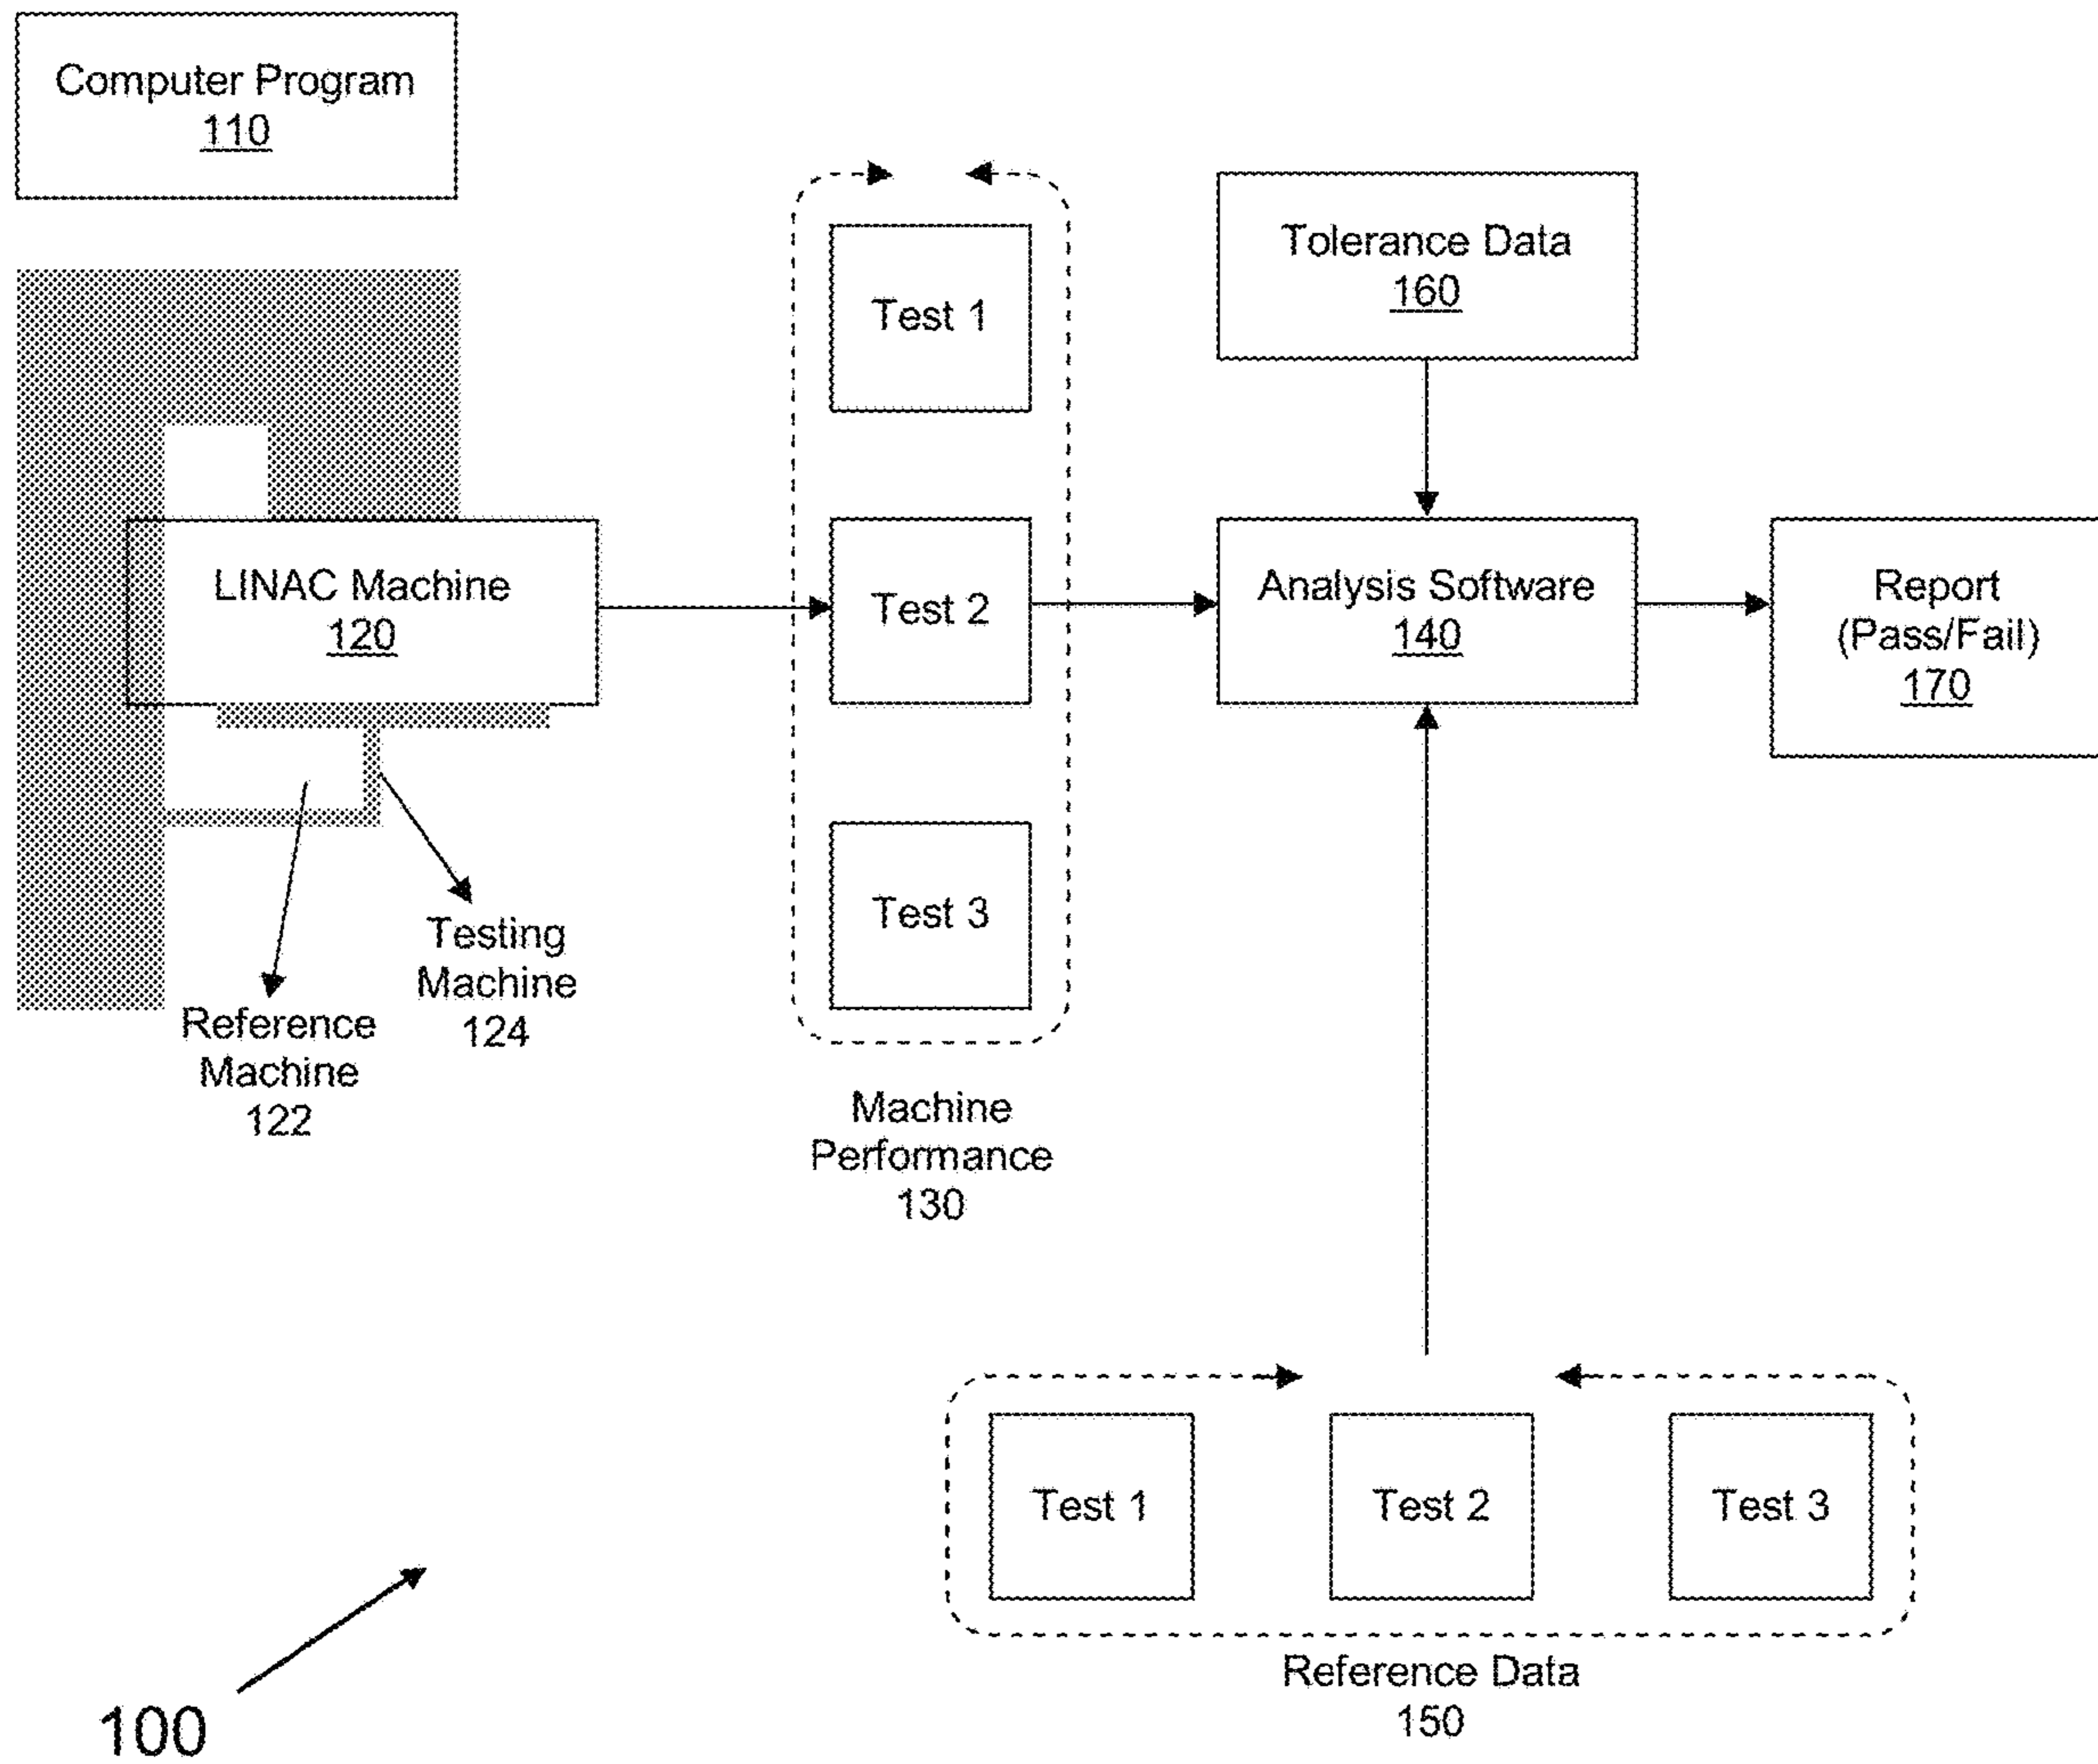 Computer Program
110
Test 1
Tolerance Data
160
LINAC Machine
120
Test 2
Analysis Software
140
Report
(Pass/Fail)
170
Test 3
Testing
Machine
124
Reference
Machine
122
Machine
Performance
130
Test 1
Test 2
Test 3
Reference Data
150
100